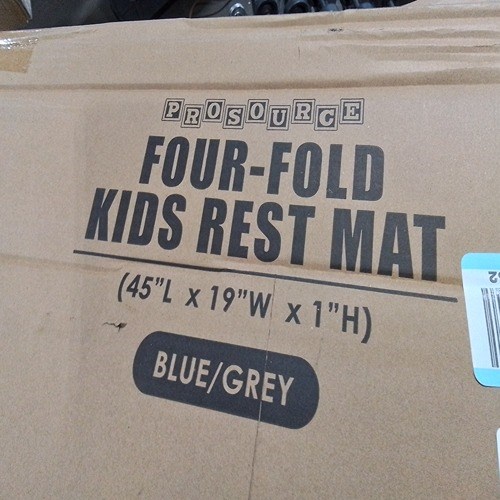 PROSOURCE
FOUR-FOLD
KIDS REST MAT
(45"L x 19"W x 1"H)
BLUE/GREY